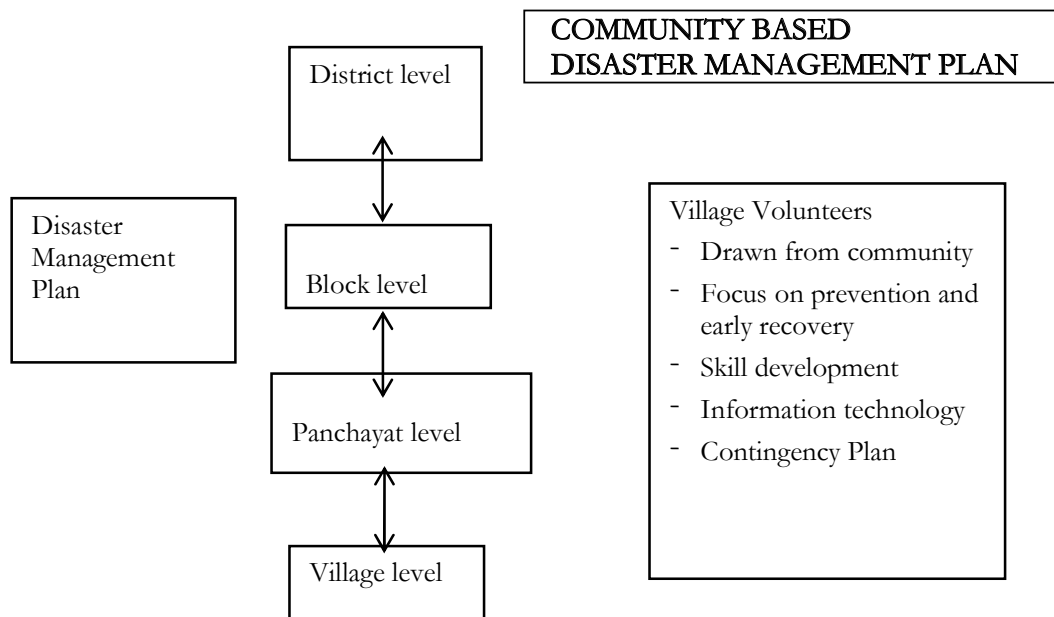 COMMUNITY BASED
DISASTER MANAGEMENT PLAN
District level
Disaster
Management
Plan
Block level
Panchayat level
Village level
Village Volunteers
- Drawn from community
- Focus on prevention and
early recovery
- Skill development
- Information technology
- Contingency Plan